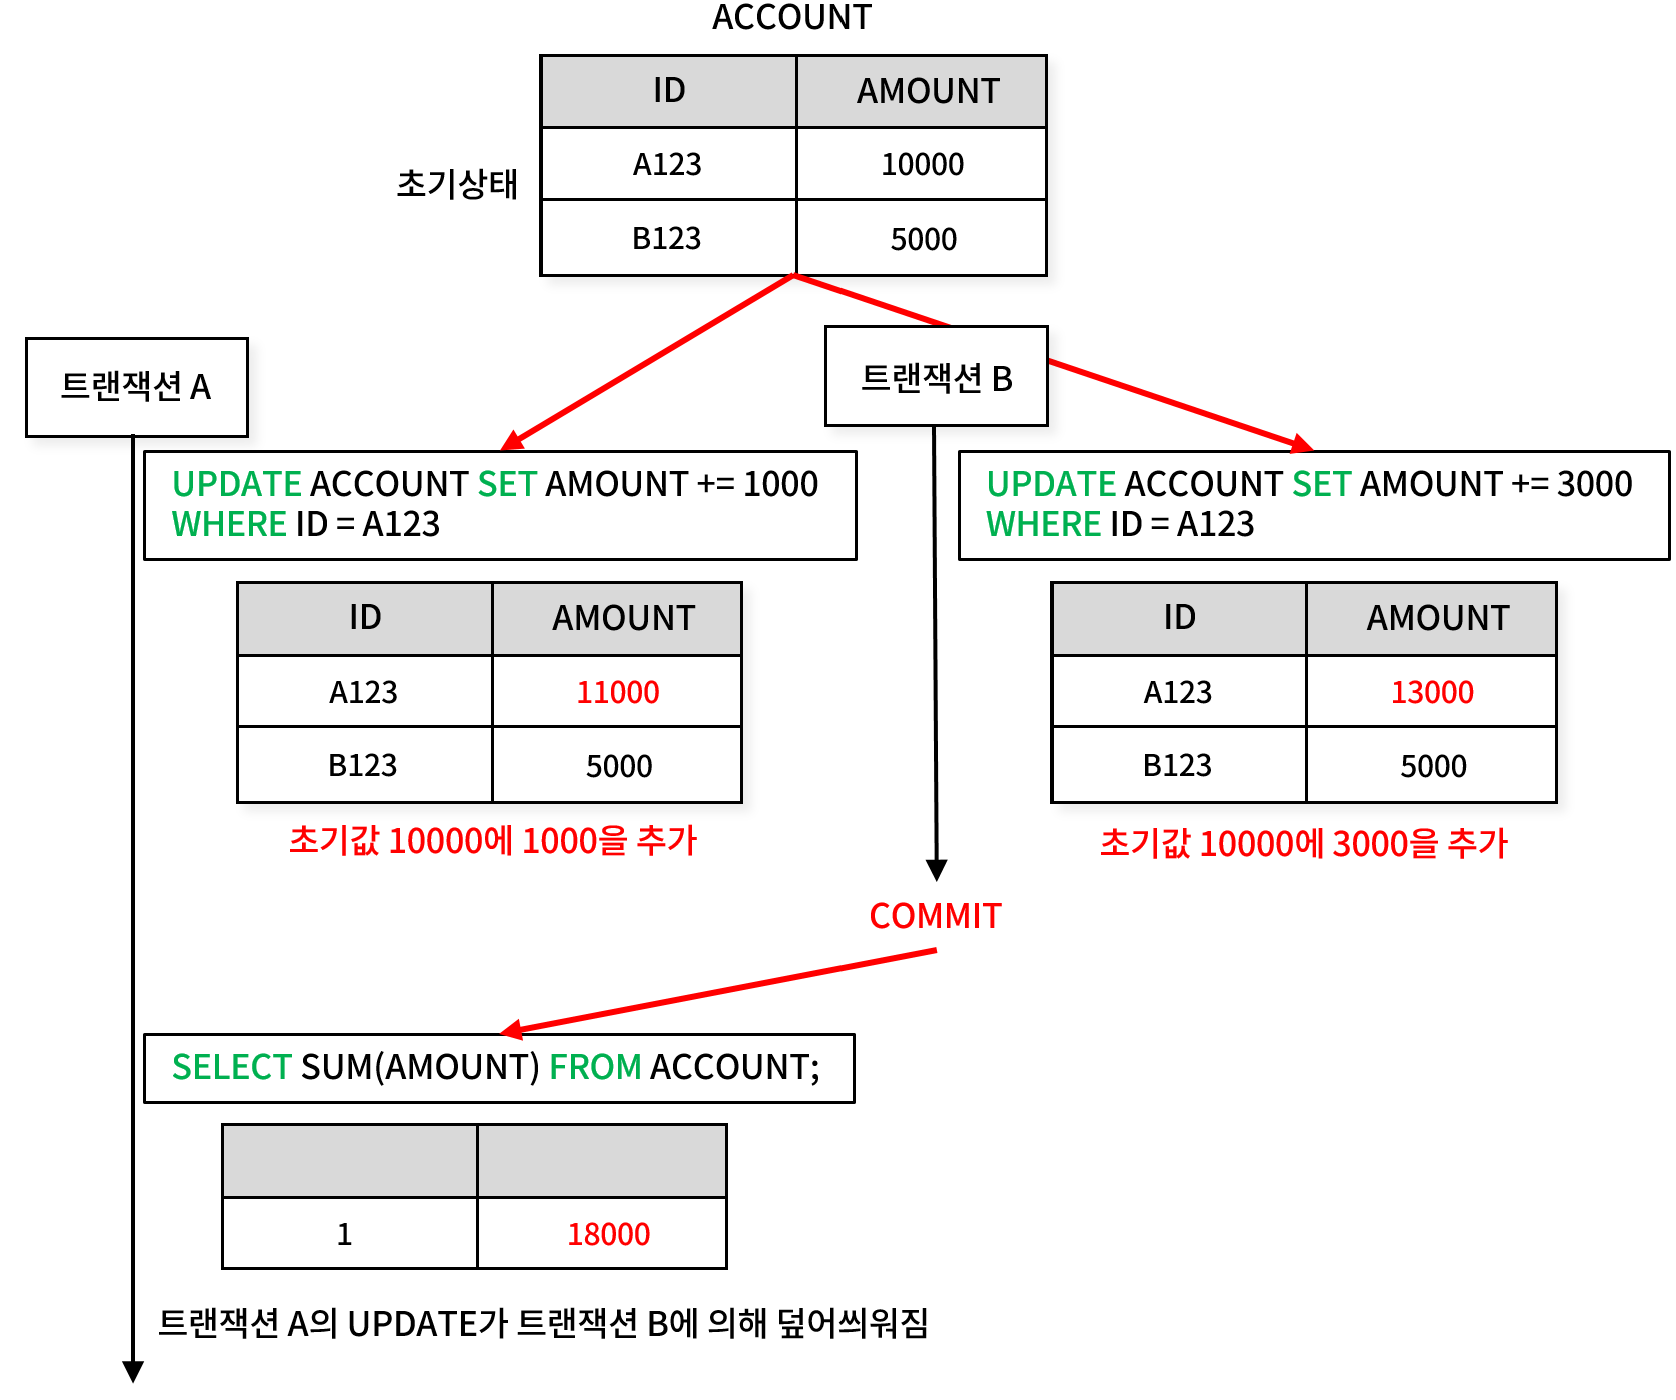 ACCOUNT
ID AMOUNT
초기상태
A123 10000
B123 5000
트랜잭션 A
트랜잭션 B
UPDATE ACCOUNT SET AMOUNT += 1000
WHERE ID = A123
UPDATE ACCOUNT SET AMOUNT += 3000
WHERE ID = A123
ID AMOUNT
A123 11000
B123 5000
초기값 10000에 1000을 추가
ID AMOUNT
A123 13000
B123 5000
초기값 10000에 3000을 추가
COMMIT
SELECT SUM(AMOUNT) FROM ACCOUNT;
1 18000
트랜잭션 A의 UPDATE가 트랜잭션 B에 의해 덮어씌워짐